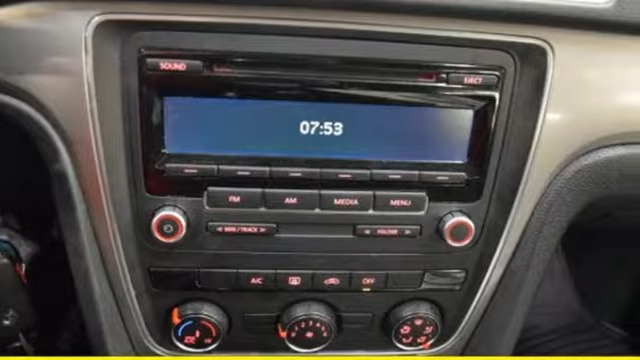 SOUND EJECT
07:53
FM AM MEDIA MENU
SEEK/TRACK FOLDER
A/C OFF